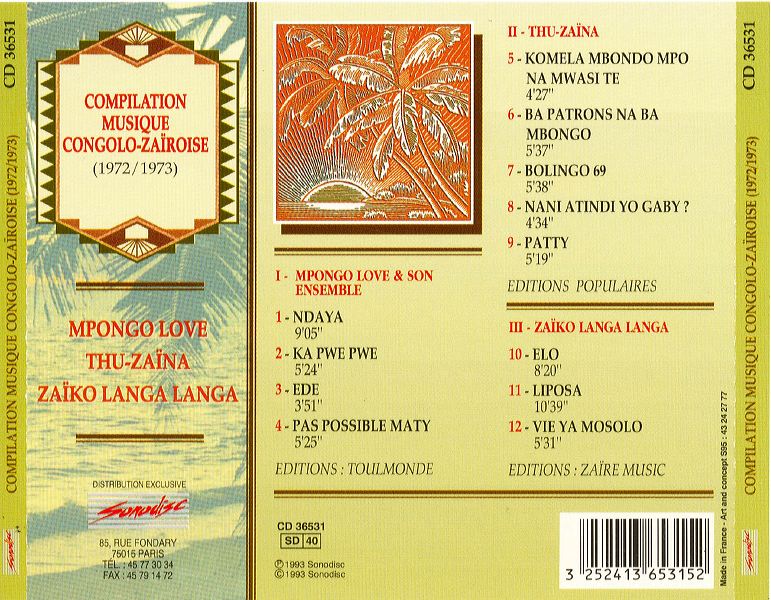 CD 36531
COMPILATION MUSIQUE CONGOLO-ZAÏROISE (1972/1973)
sonodisc
COMPILATION
MUSIQUE
CONGOLO-ZAÏROISE
(1972/1973)
MPONGO LOVE
THU-ZAÏNA
ZAÏKO LANGA LANGA
DISTRIBUTION EXCLUSIVE
Sonodisc
85, RUE FONDARY
75015 PARIS
TÉL. : 45 77 30 34
FAX : 45 79 14 72
I - MPONGO LOVE & SON
ENSEMBLE
1 - NDAYA
9'05"
2 - KA PWE PWE
5'24"
3 - EDE
3'51"
4 - PAS POSSIBLE MATY
5'25"
EDITIONS : TOULMONDE
II - THU-ZAÏNA
5 - KOMELA MBONDO MPO
NA MWASI TE
4'27"
6 - BA PATRONS NA BA
MBONGO
5'37"
7 - BOLINGO 69
5'38"
8 - NANI ATINDI YO GABY ?
4'34"
9 - PATTY
5'19"
EDITIONS POPULAIRES
III - ZAÏKO LANGA LANGA
10 - ELO
8'20"
11 - LIPOSA
10'39"
12 - VIE YA MOSOLO
5'31"
EDITIONS : ZAÏRE MUSIC
CD 36531
SD 40
Ⓟ 1993 Sonodisc
© 1993 Sonodisc
3 252413 653152
Made in France - Art and concept S95 : 43 24 27 77
CD 36531
COMPILATION MUSIQUE CONGOLO-ZAÏROISE (1972/1973)
sonodisc